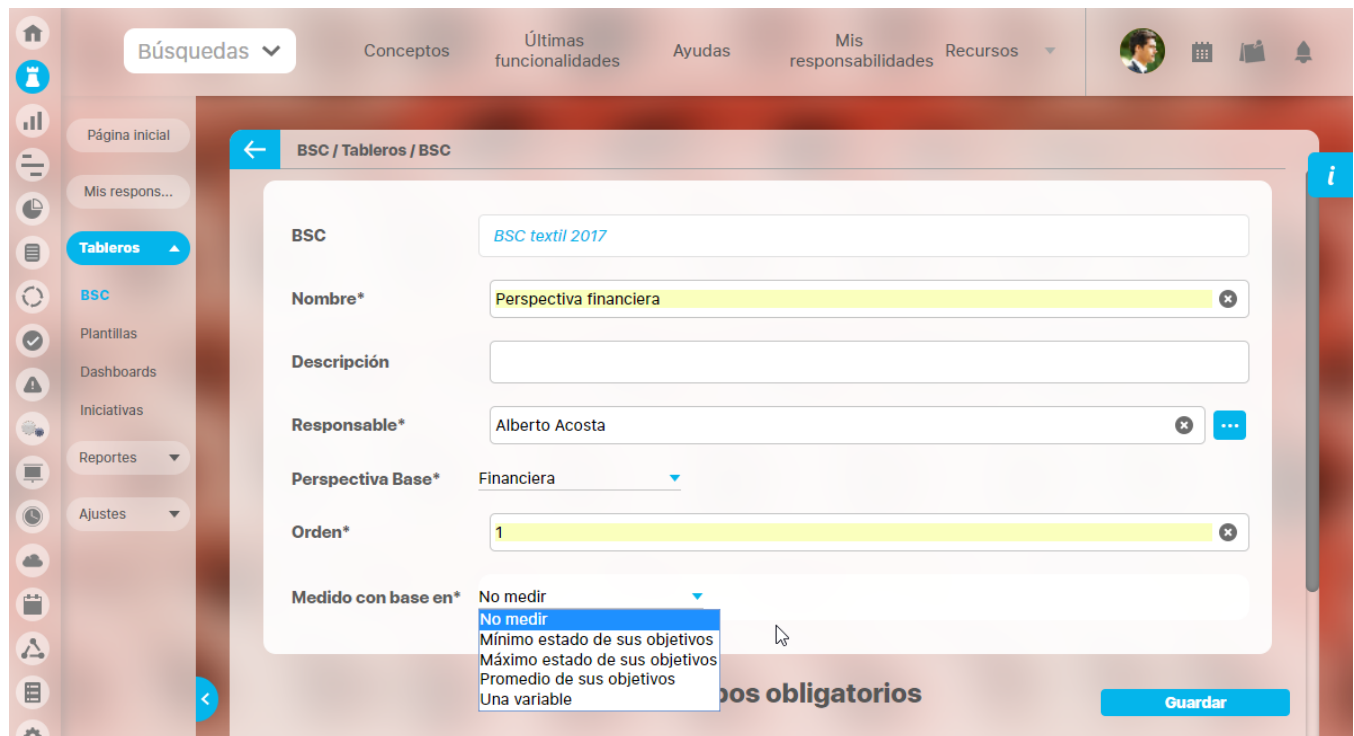 Búsquedas
Conceptos
Últimas
funcionalidades
Ayudas
Mis
responsabilidades
Recursos
Página inicial
Mis respons...
Tableros
BSC
Plantillas
Dashboards
Iniciativas
Reportes
Ajustes
BSC / Tableros / BSC
i
BSC
BSC textil 2017
Nombre*
Perspectiva financiera
Descripción
Responsable*
Alberto Acosta
Perspectiva Base*
Financiera
Orden*
1
Medido con base en*
No medir
No medir
Mínimo estado de sus objetivos
Máximo estado de sus objetivos
Promedio de sus objetivos
Una variable
obligatorios
Guardar